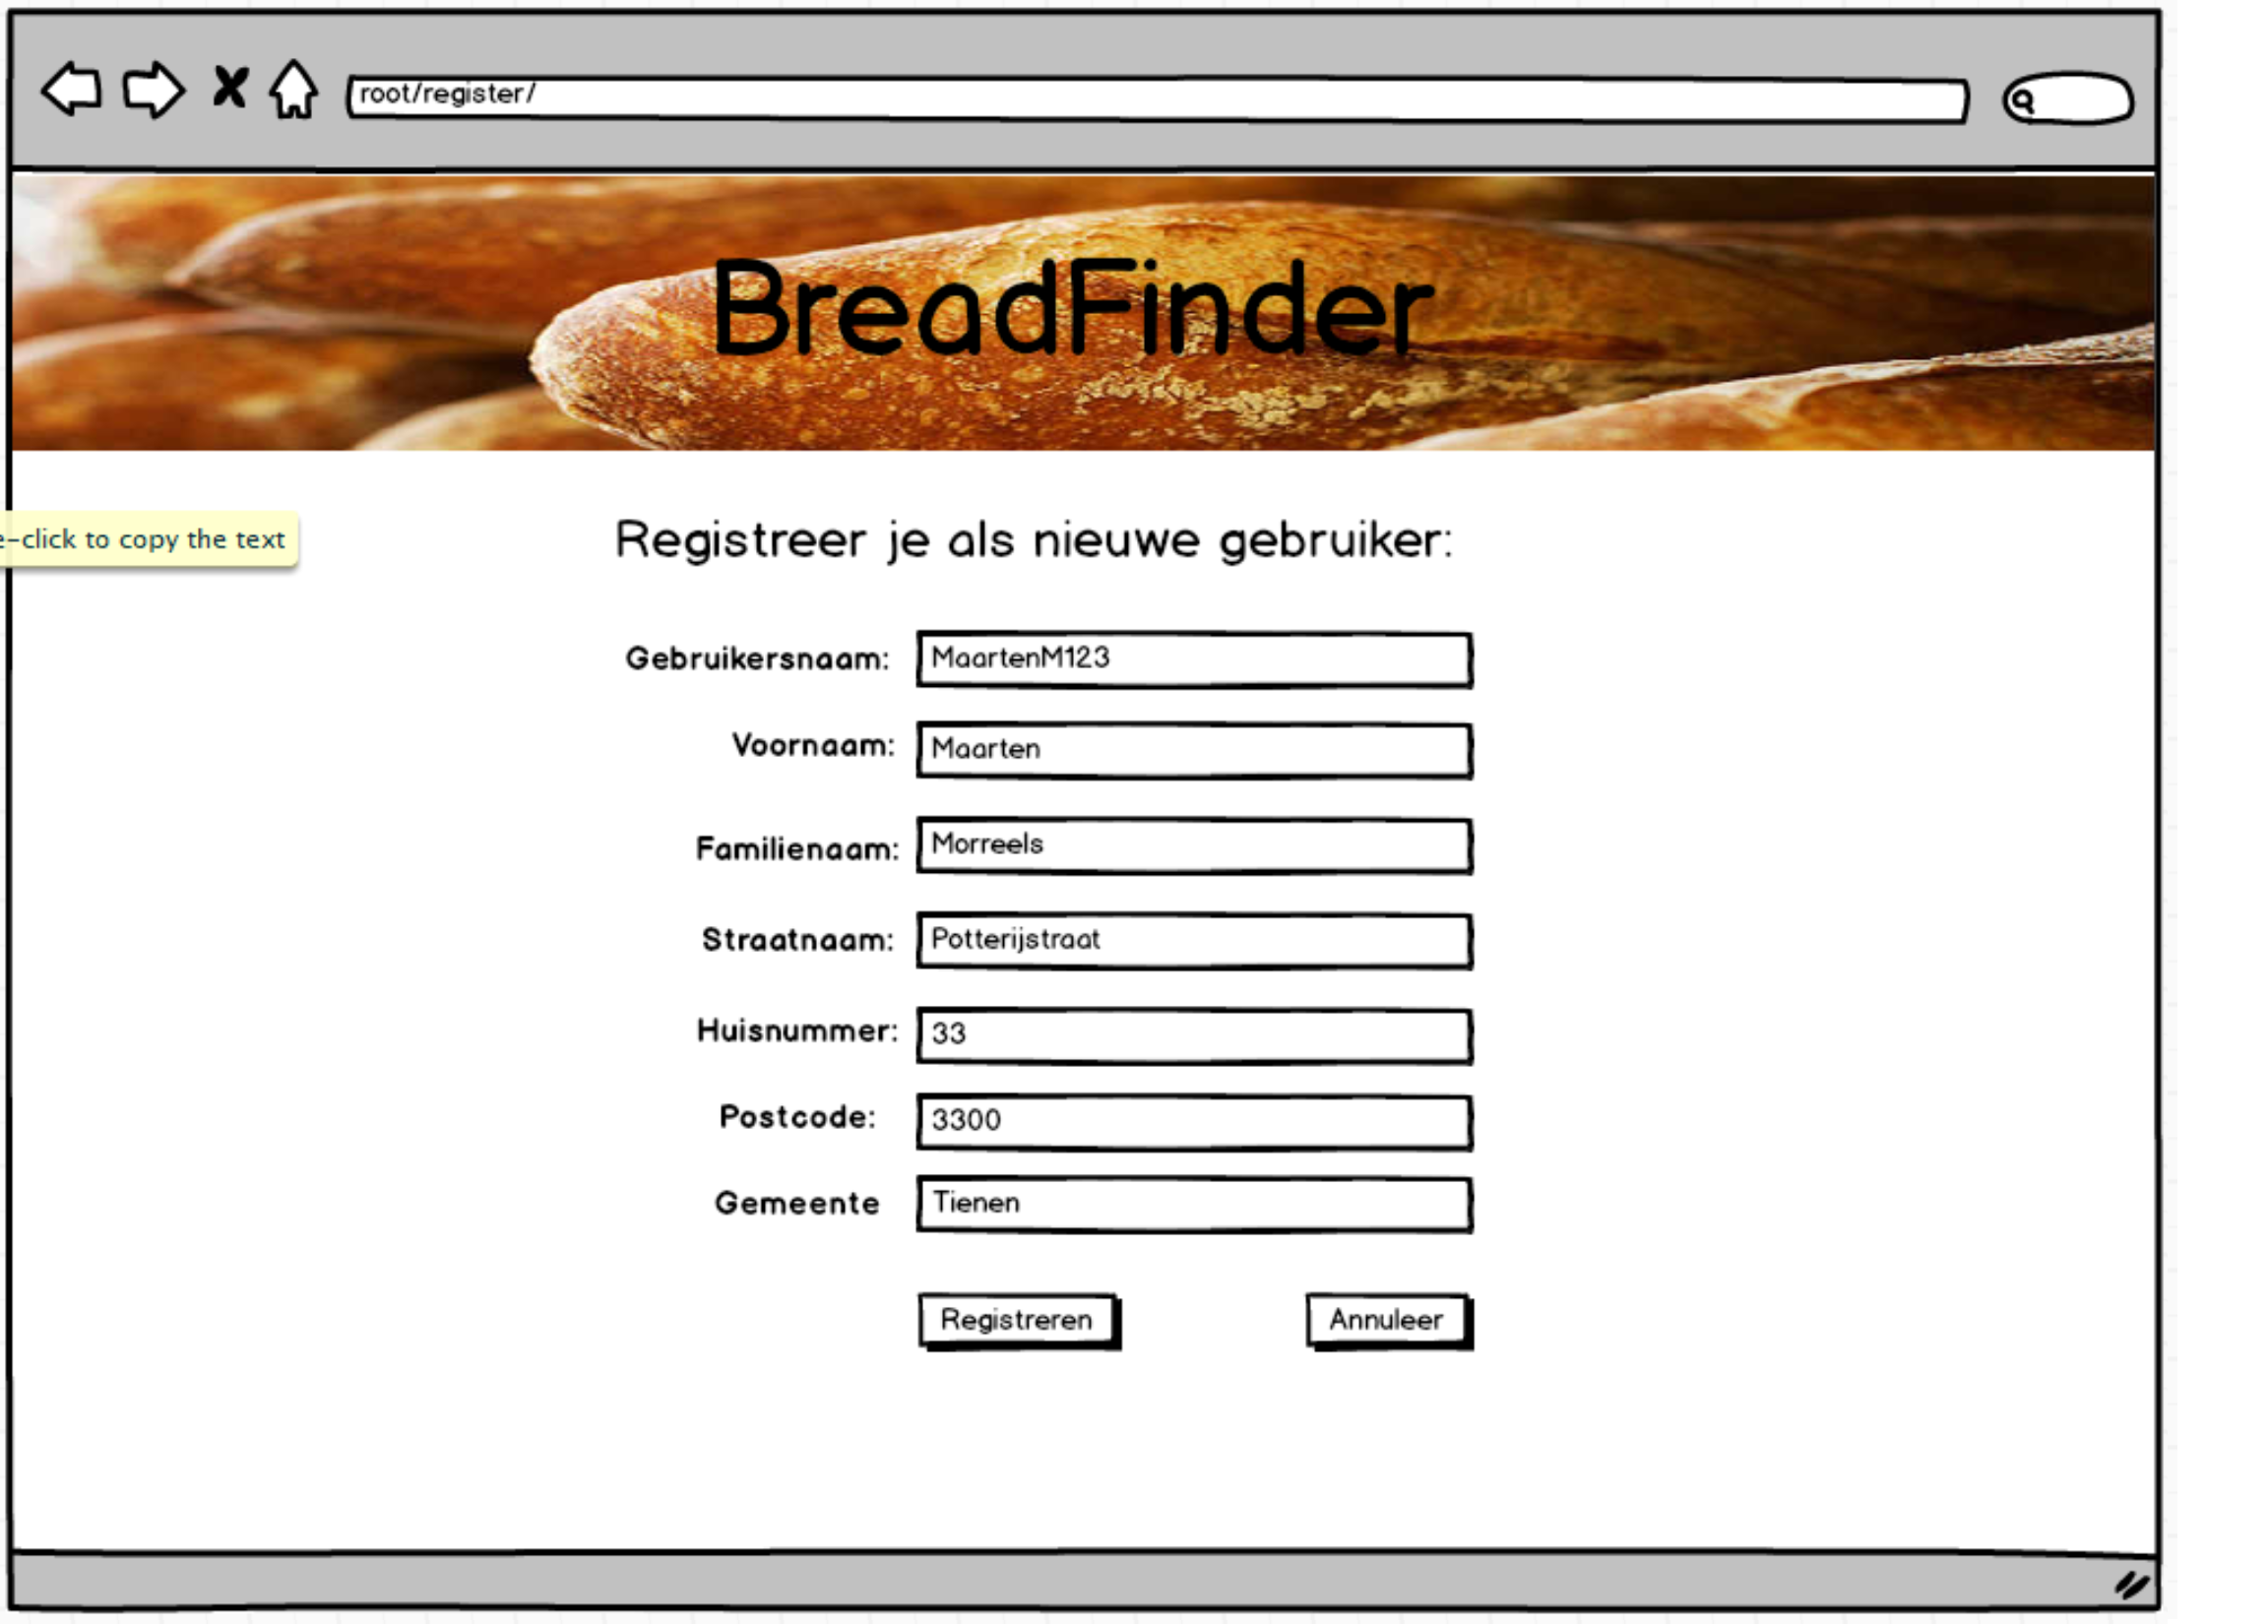 root/register/
BreadFinder
-click to copy the text
Registreer je als nieuwe gebruiker:
Gebruikersnaam: MaartenM123
Voornaam: Maarten
Familienaam: Morreels
Straatnaam: Potterijstraat
Huisnummer: 33
Postcode: 3300
Gemeente Tienen
Registreren Annuleer